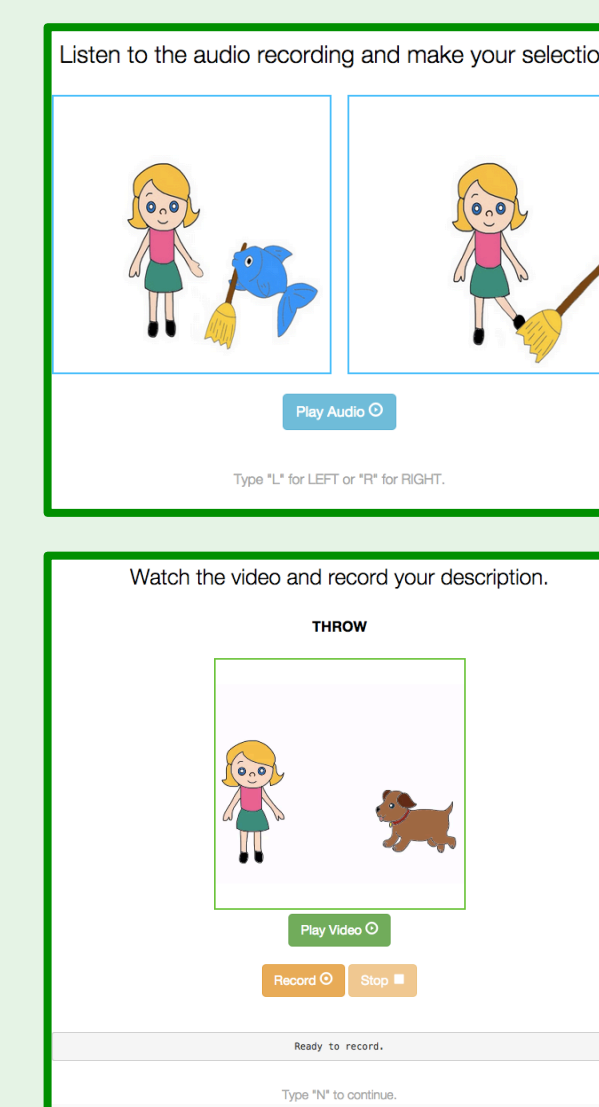 Listen to the audio recording and make your selectio
Play Audio
Type "L" for LEFT or "R" for RIGHT.
Watch the video and record your description.
THROW
Play Video
Record Stop
Ready to record.
Type "N" to continue.